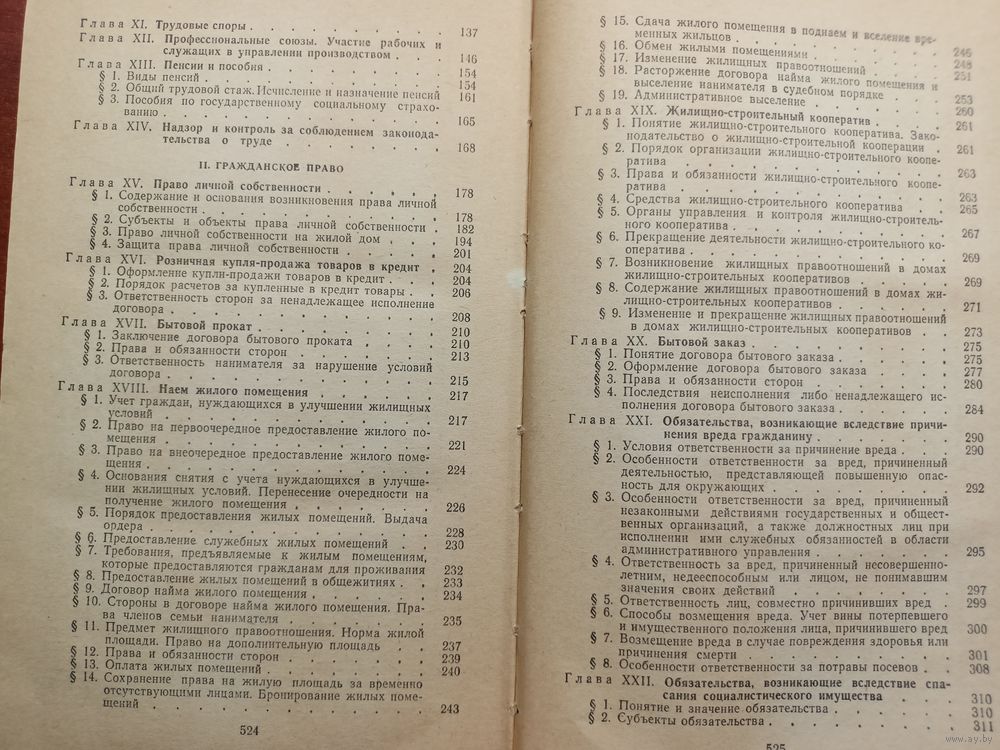 Глава XI. Трудовые споры . . . . . . . . . 137
Глава XII. Профессиональные союзы. Участие рабочих и
служащих в управлении производством . . . . 146
Глава XIII. Пенсии и пособия . . . . . . . . 154
§ 1. Виды пенсий . . . . . . . . . . . 154
§ 2. Общий трудовой стаж. Исчисление и назначение пенсий 161
§ 3. Пособия по государственному социальному страхо-
ванию . . . . . . . . . . . . . 165
Глава XIV. Надзор и контроль за соблюдением законода-
тельства о труде . . . . . . . . 168
II. ГРАЖДАНСКОЕ ПРАВО
Глава XV. Право личной собственности . . . . . . 178
§ 1. Содержание и основания возникновения права личной
собственности . . . . . . . . . . . 178
§ 2. Субъекты и объекты права личной собственности . 182
§ 3. Право личной собственности на жилой дом . . . 194
§ 4. Защита права личной собственности . . . . . 201
Глава XVI. Розничная купля-продажа товаров в кредит . 204
§ 1. Оформление купли-продажи товаров в кредит . . . 204
§ 2. Порядок расчетов за купленные в кредит товары . . 206
§ 3. Ответственность сторон за ненадлежащее исполнение
договора . . . . . . . . . . . . 208
Глава XVII. Бытовой прокат . . . . . . . . . 210
§ 1. Заключение договора бытового проката . . . . 210
§ 2. Права и обязанности сторон . . . . . . . 213
§ 3. Ответственность нанимателя за нарушение условий
договора . . . . . . . . . . . . 215
Глава XVIII. Наем жилого помещения . . . . . . 217
§ 1. Учет граждан, нуждающихся в улучшении жилищных
условий . . . . . . . . . . . . 217
§ 2. Право на первоочередное предоставление жилого по-
мещения . . . . . . . . . . . . 221
§ 3. Право на внеочередное предоставление жилого поме-
щения . . . . . . . . . . . . . 224
§ 4. Основания снятия с учета нуждающихся в улучше-
нии жилищных условий. Перенесение очередности на
получение жилого помещения . . . . . . . 226
§ 5. Порядок предоставления жилых помещений. Выдача
ордера . . . . . . . . . . . . . 228
§ 6. Предоставление служебных жилых помещений . . 230
§ 7. Требования, предъявляемые к жилым помещениям,
которые предоставляются гражданам для проживания 232
§ 8. Предоставление жилых помещений в общежитиях . . 233
§ 9. Договор найма жилого помещения . . . . . . 234
§ 10. Стороны в договоре найма жилого помещения. Пра-
ва членов семьи нанимателя . . . . . . . 235
§ 11. Предмет жилищного правоотношения. Норма жилой
площади. Право на дополнительную площадь . . 237
§ 12. Права и обязанности сторон . . . . . . . 239
§ 13. Оплата жилых помещений . . . . . . . . 240
§ 14. Сохранение права на жилую площадь за временно
отсутствующими лицами. Бронирование жилых поме-
щений . . . . . . . . . . . . . 243
524
§ 15. Сдача жилого помещения в поднаем и вселение вре-
менных жильцов . . . . . . . . . . 246
§ 16. Обмен жилыми помещениями . . . . . . . 248
§ 17. Изменение жилищных правоотношений . . . . 251
§ 18. Расторжение договора найма жилого помещения и
выселение нанимателя в судебном порядке . . . 253
§ 19. Административное выселение . . . . . . . 260
Глава XIX. Жилищно-строительный кооператив . . . . 261
§ 1. Понятие жилищно-строительного кооператива. Зако-
нодательство о жилищно-строительной кооперации . 261
§ 2. Порядок организации жилищно-строительного коопе-
ратива . . . . . . . . . . . . . 263
§ 3. Права и обязанности жилищно-строительного коопе-
ратива . . . . . . . . . . . . . 263
§ 4. Средства жилищно-строительного кооператива . . 265
§ 5. Органы управления и контроля жилищно-строитель-
ного кооператива . . . . . . . . . . 267
§ 6. Прекращение деятельности жилищно-строительного ко-
оператива . . . . . . . . . . . . 269
§ 7. Возникновение жилищных правоотношений в домах
жилищно-строительных кооперативов . . . . . 269
§ 8. Содержание жилищных правоотношений в домах жи-
лищно-строительных кооперативов . . . . . . 271
§ 9. Изменение и прекращение жилищных правоотношений
в домах жилищно-строительных кооперативов . . 273
Глава XX. Бытовой заказ . . . . . . . . . . 275
§ 1. Понятие договора бытового заказа . . . . . . 275
§ 2. Оформление договора бытового заказа . . . . 277
§ 3. Права и обязанности сторон . . . . . . . 280
§ 4. Последствия неисполнения либо ненадлежащего ис-
полнения договора бытового заказа . . . . . . 284
Глава XXI. Обязательства, возникающие вследствие причи-
нения вреда гражданину . . . . . . . 290
§ 1. Условия ответственности за причинение вреда . . . 290
§ 2. Особенности ответственности за вред, причиненный
деятельностью, представляющей повышенную опас-
ность для окружающих . . . . . . . . . 292
§ 3. Особенности ответственности за вред, причиненный
незаконными действиями государственных и общест-
венных организаций, а также должностных лиц при
исполнении ими служебных обязанностей в области
административного управления . . . . . . . 295
§ 4. Ответственность за вред, причиненный несовершенно-
летним, недееспособным или лицом, не понимавшим
значения своих действий . . . . . . . . 297
§ 5. Ответственность лиц, совместно причинивших вред . 299
§ 6. Способы возмещения вреда. Учет вины потерпевшего
и имущественного положения лица, причинившего вред 300
§ 7. Возмещение вреда в случае повреждения здоровья или
причинения смерти . . . . . . . . . . 301
§ 8. Особенности ответственности за потравы посевов . . 308
Глава XXII. Обязательства, возникающие вследствие спа-
сания социалистического имущества . . . 310
§ 1. Понятие и значение обязательства . . . . . . 310
§ 2. Субъекты обязательства . . . . . . . . . 311
525
www.ay.by